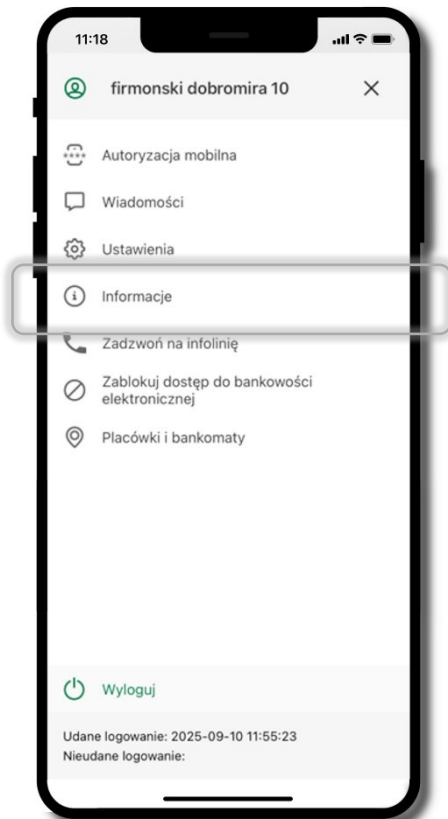 11:18
firmonski dobromira 10
Autoryzacja mobilna
Wiadomości
Ustawienia
Informacje
Zadzwoń na infolinię
Zablokuj dostęp do bankowości
elektronicznej
Placówki i bankomaty
Wyloguj
Udane logowanie: 2025-09-10 11:55:23
Nieudane logowanie: